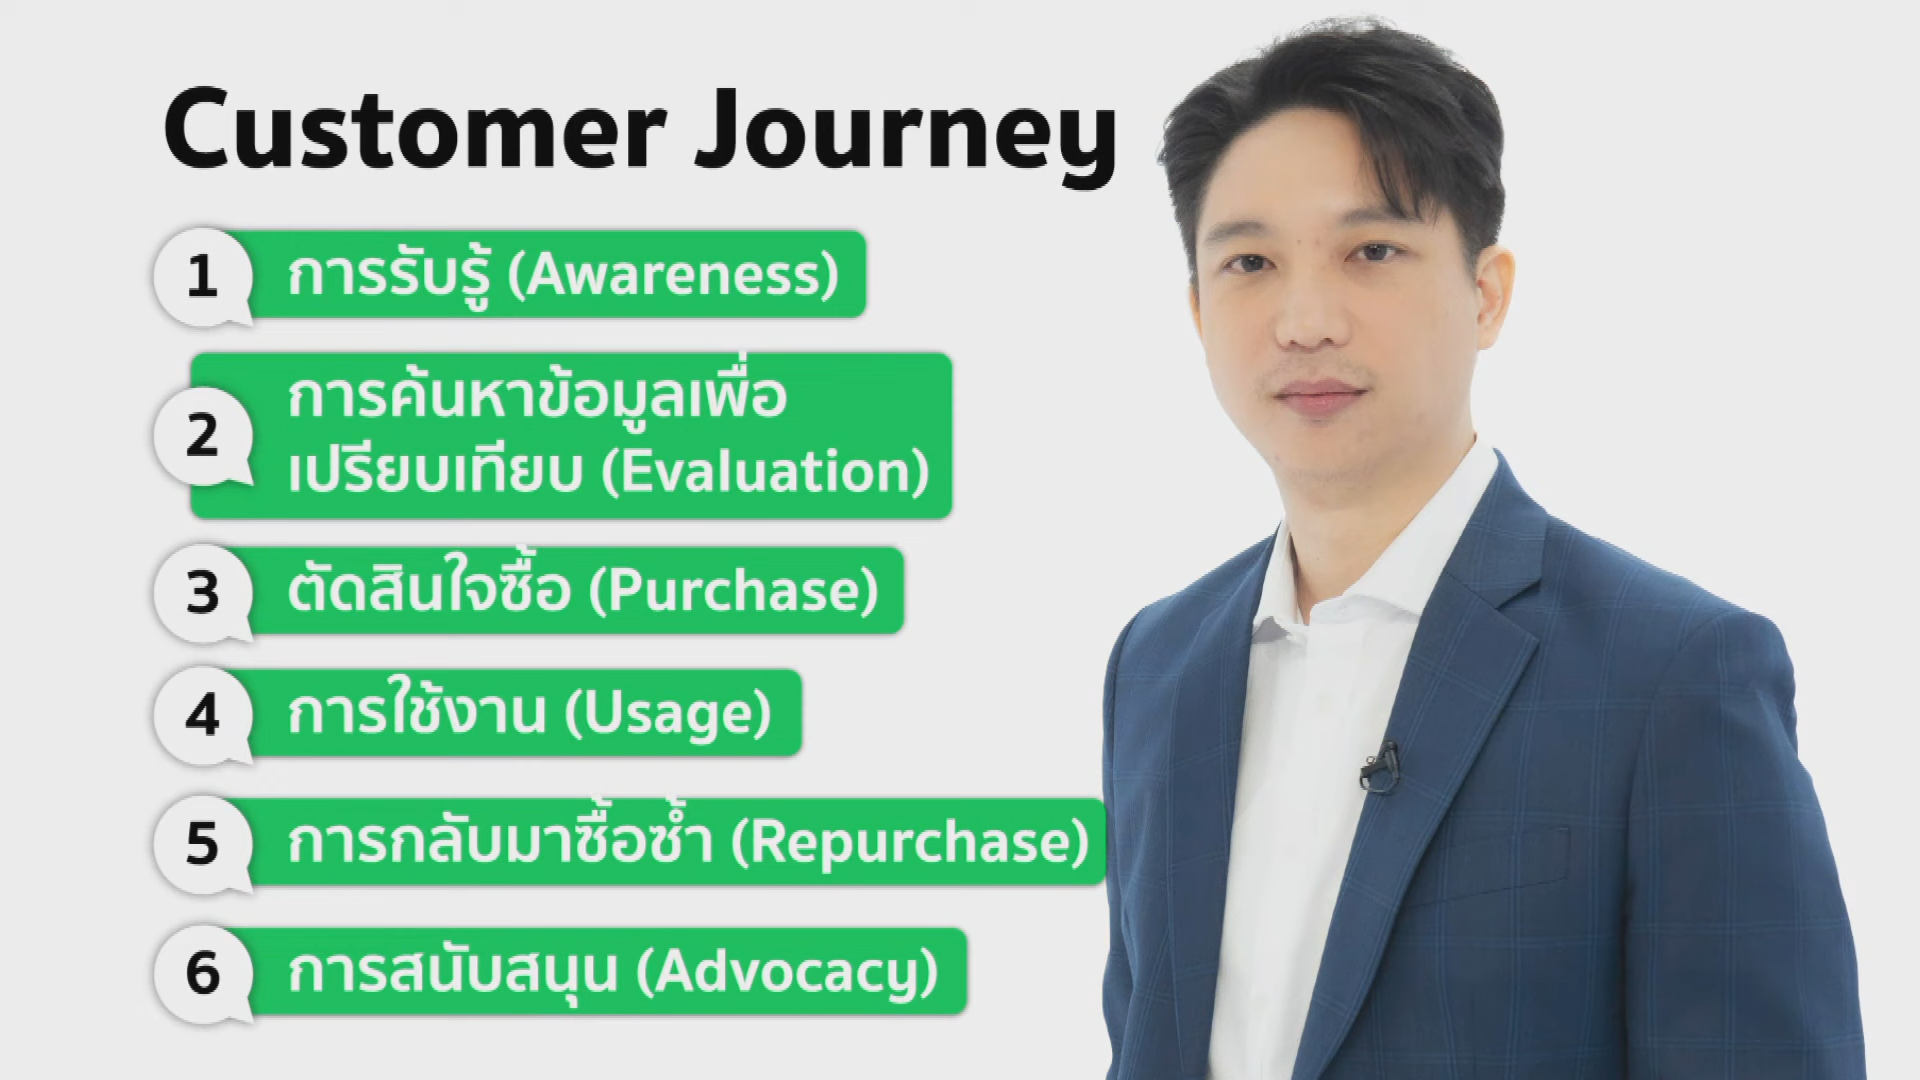 Customer Journey
1 การรับรู้ (Awareness)
2 การค้นหาข้อมูลเพื่อ
เปรียบเทียบ (Evaluation)
3 ตัดสินใจซื้อ (Purchase)
4 การใช้งาน (Usage)
5 การกลับมาซื้อซ้ำ (Repurchase)
6 การสนับสนุน (Advocacy)